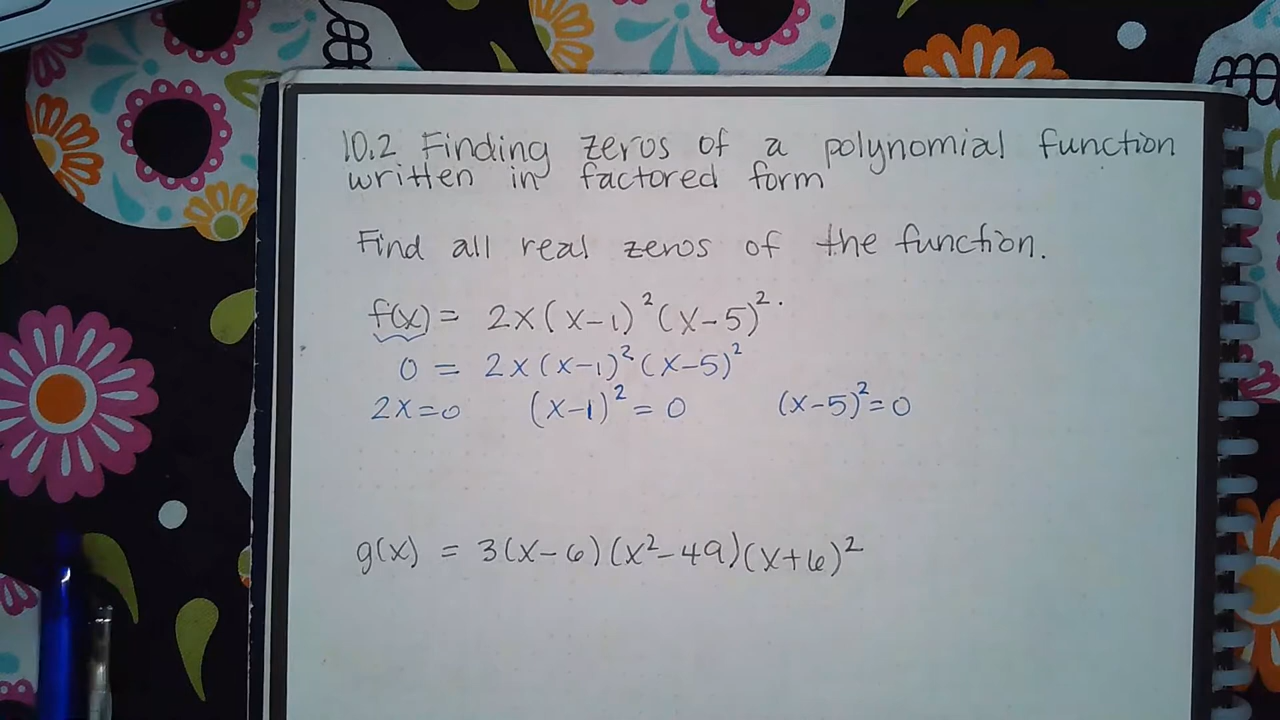 10.2 Finding zeros of a polynomial function
written in factored form
Find all real zeros of the function.
f(x) = 2x(x-1)²(x-5)².
0 = 2x(x-1)²(x-5)²
2x=0 (x-1)²=0 (x-5)²=0
g(x) = 3(x-6)(x²-49)(x+6)²